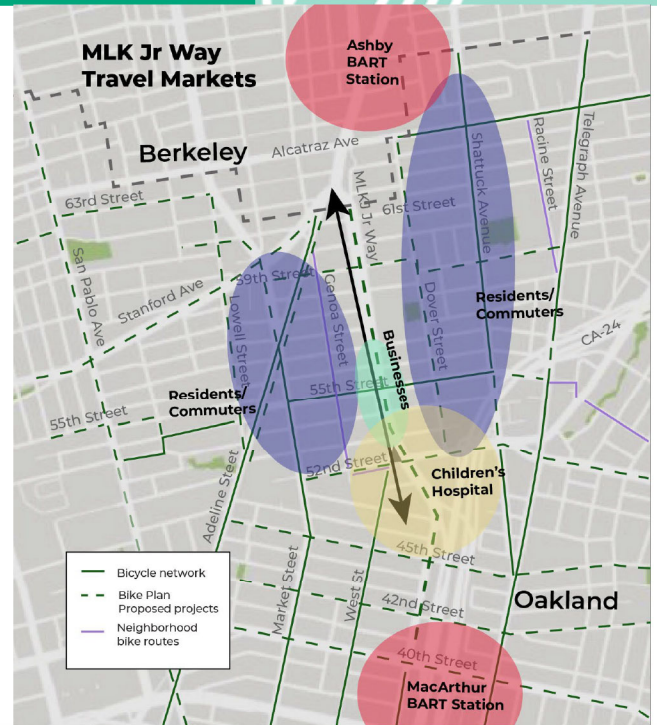 MLK Jr Way
Travel Markets
Ashby
BART
Station
Berkeley
Alcatraz Ave
Shattuck Avenue
Racine Street
Telegraph Avenue
MLK Jr Way
63rd Street
61st Street
San Pablo Ave
Stanford Ave
59th Street
Lowell Street
Genoa Street
Dover Street
Residents/
Commuters
CA-24
Businesses
Residents/
Commuters
55th Street
55th Street
52nd Street
Children's
Hospital
Adeline Steet
45th Street
Bicycle network
Bike Plan
Proposed projects
Neighborhood
bike routes
Market Steet
West St
42nd Street
Oakland
40th Street
MacArthur
BART Station